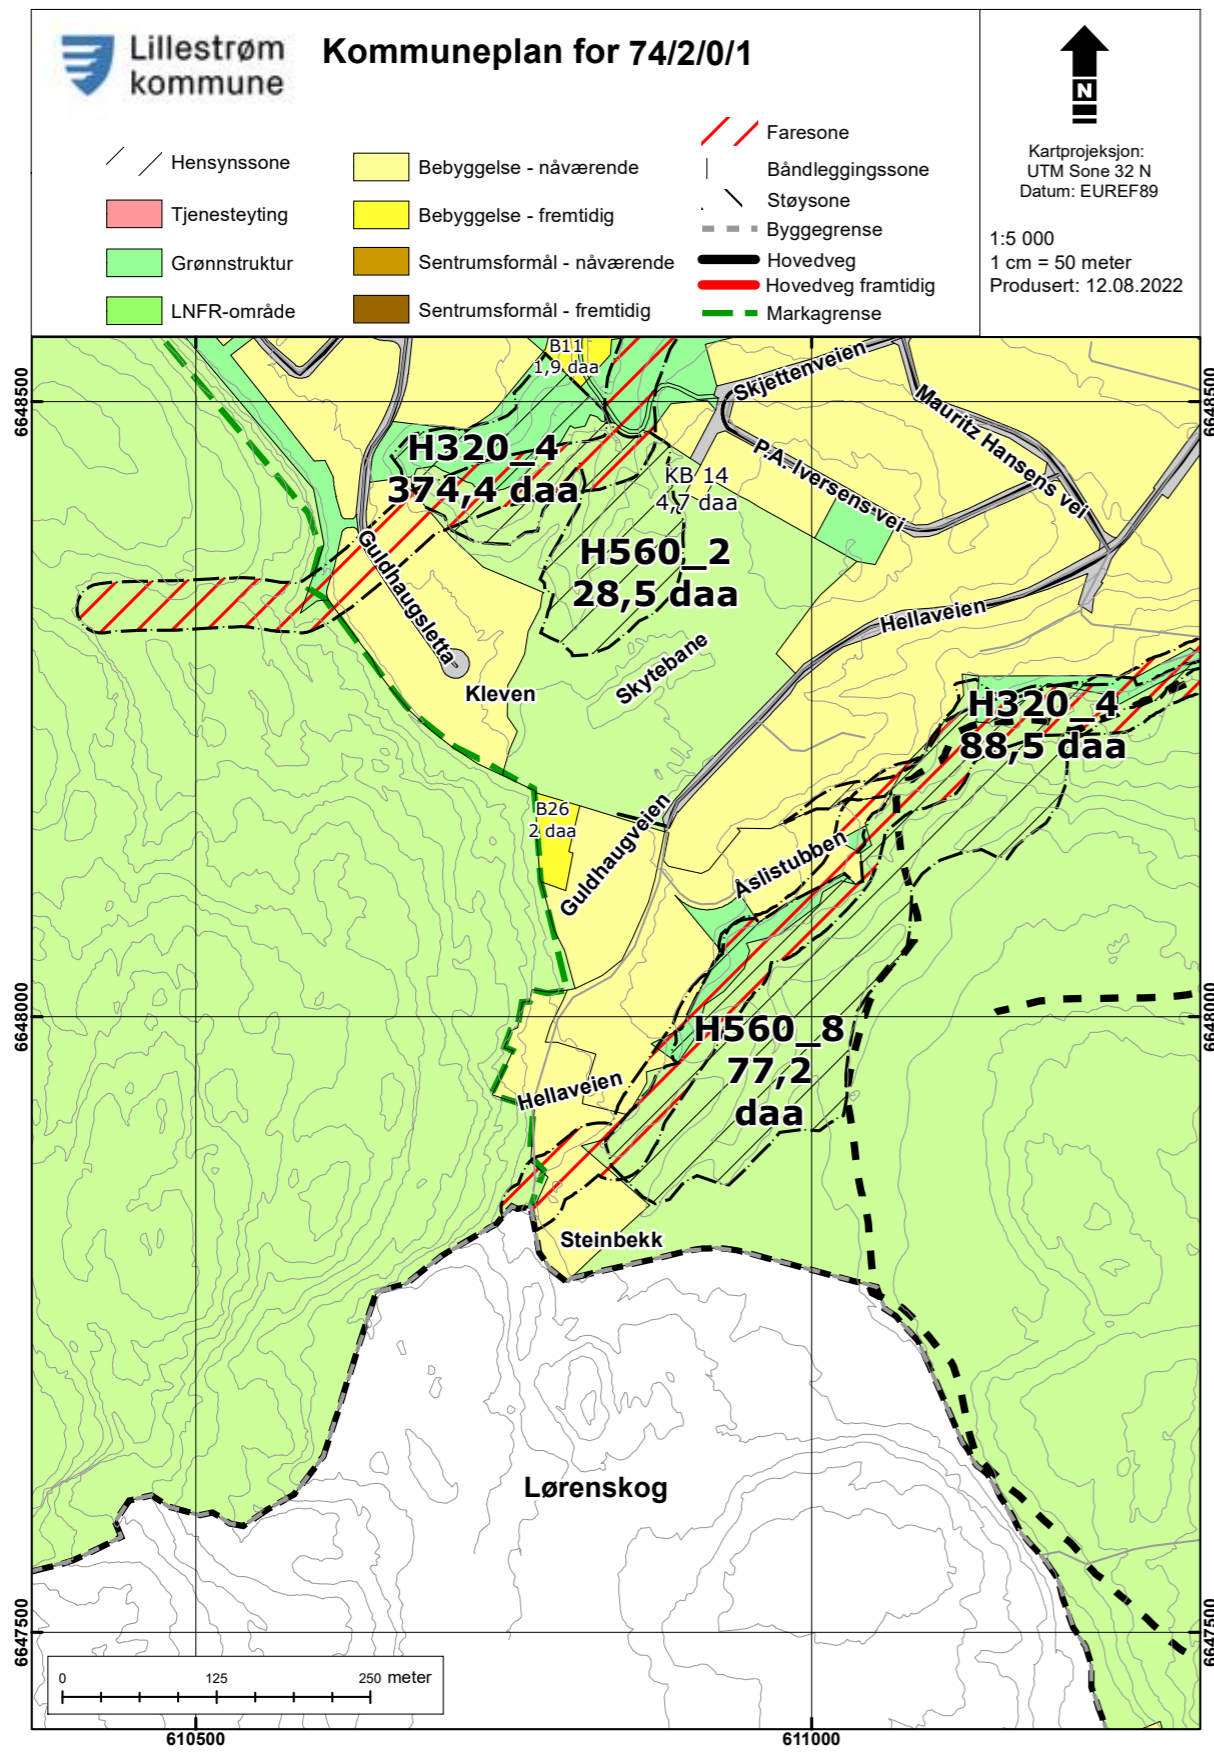 Lillestrøm
kommune
Kommuneplan for 74/2/0/1
N
Kartprojeksjon:
UTM Sone 32 N
Datum: EUREF89
1:5 000
1 cm = 50 meter
Produsert: 12.08.2022
Hensynssone
Tjenesteyting
Grønnstruktur
LNFR-område
Bebyggelse - nåværende
Bebyggelse - fremtidig
Sentrumsformål - nåværende
Sentrumsformål - fremtidig
Faresone
Båndleggingssone
Støysone
Byggegrense
Hovedveg
Hovedveg framtidig
Markagrense
B11
1,9 daa
Skjettenveien
Mauritz Hansens vei
6648500
6648500
H320_4
374,4 daa
KB 14
4,7 daa
P.A. Iversens vei
H560_2
28,5 daa
Guldhaugsletta
Hellaveien
Skytebane
Kleven
H320_4
88,5 daa
B26
2 daa
Guldhaugveien
Åslistubben
6648000
6648000
H560_8
77,2
daa
Hellaveien
Steinbekk
Lørenskog
6647500
6647500
0 125 250 meter
610500
611000